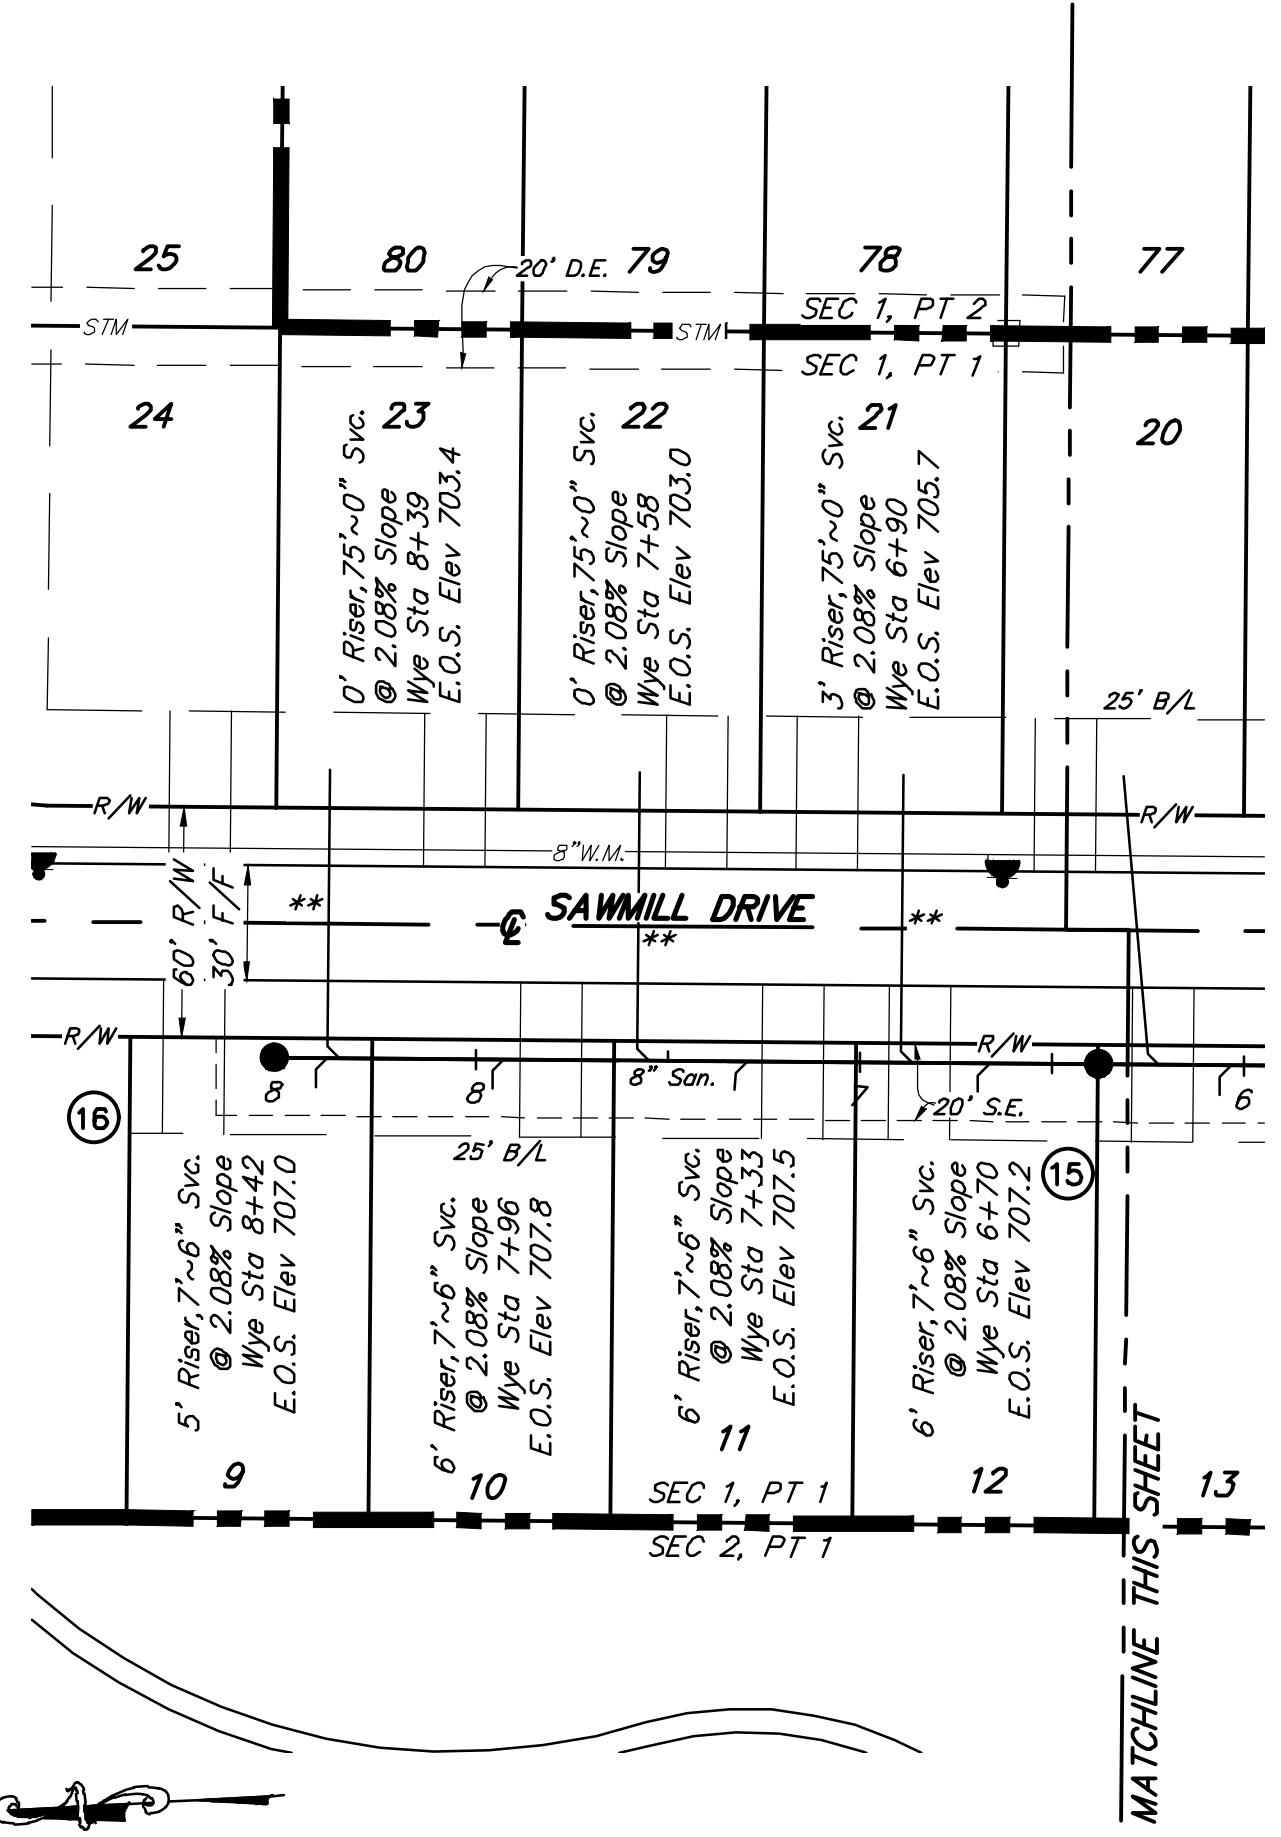 25
80
20' D.E.
79
78
77
STM
STM
SEC 1, PT 2
SEC 1, PT 1
24
23
22
21
20
0' Riser, 75'~0" Svc.
@ 2.08% Slope
Wye Sta 8+39
E.O.S. Elev 703.4
0' Riser, 75'~0" Svc.
@ 2.08% Slope
Wye Sta 7+58
E.O.S. Elev 703.0
3' Riser, 75'~0" Svc.
@ 2.08% Slope
Wye Sta 6+90
E.O.S. Elev 705.7
25' B/L
R/W
R/W
8"W.M.
60' R/W
30' F/F
**
℄ SAWMILL DRIVE
**
**
R/W
R/W
8
8
8" San.
7
20' S.E.
6
16
25' B/L
15
5' Riser, 7'~6" Svc.
@ 2.08% Slope
Wye Sta 8+42
E.O.S. Elev 707.0
6' Riser, 7'~6" Svc.
@ 2.08% Slope
Wye Sta 7+96
E.O.S. Elev 707.8
6' Riser, 7'~6" Svc.
@ 2.08% Slope
Wye Sta 7+33
E.O.S. Elev 707.5
6' Riser, 7'~6" Svc.
@ 2.08% Slope
Wye Sta 6+70
E.O.S. Elev 707.2
9
10
11
12
13
SEC 1, PT 1
SEC 2, PT 1
MATCHLINE THIS SHEET